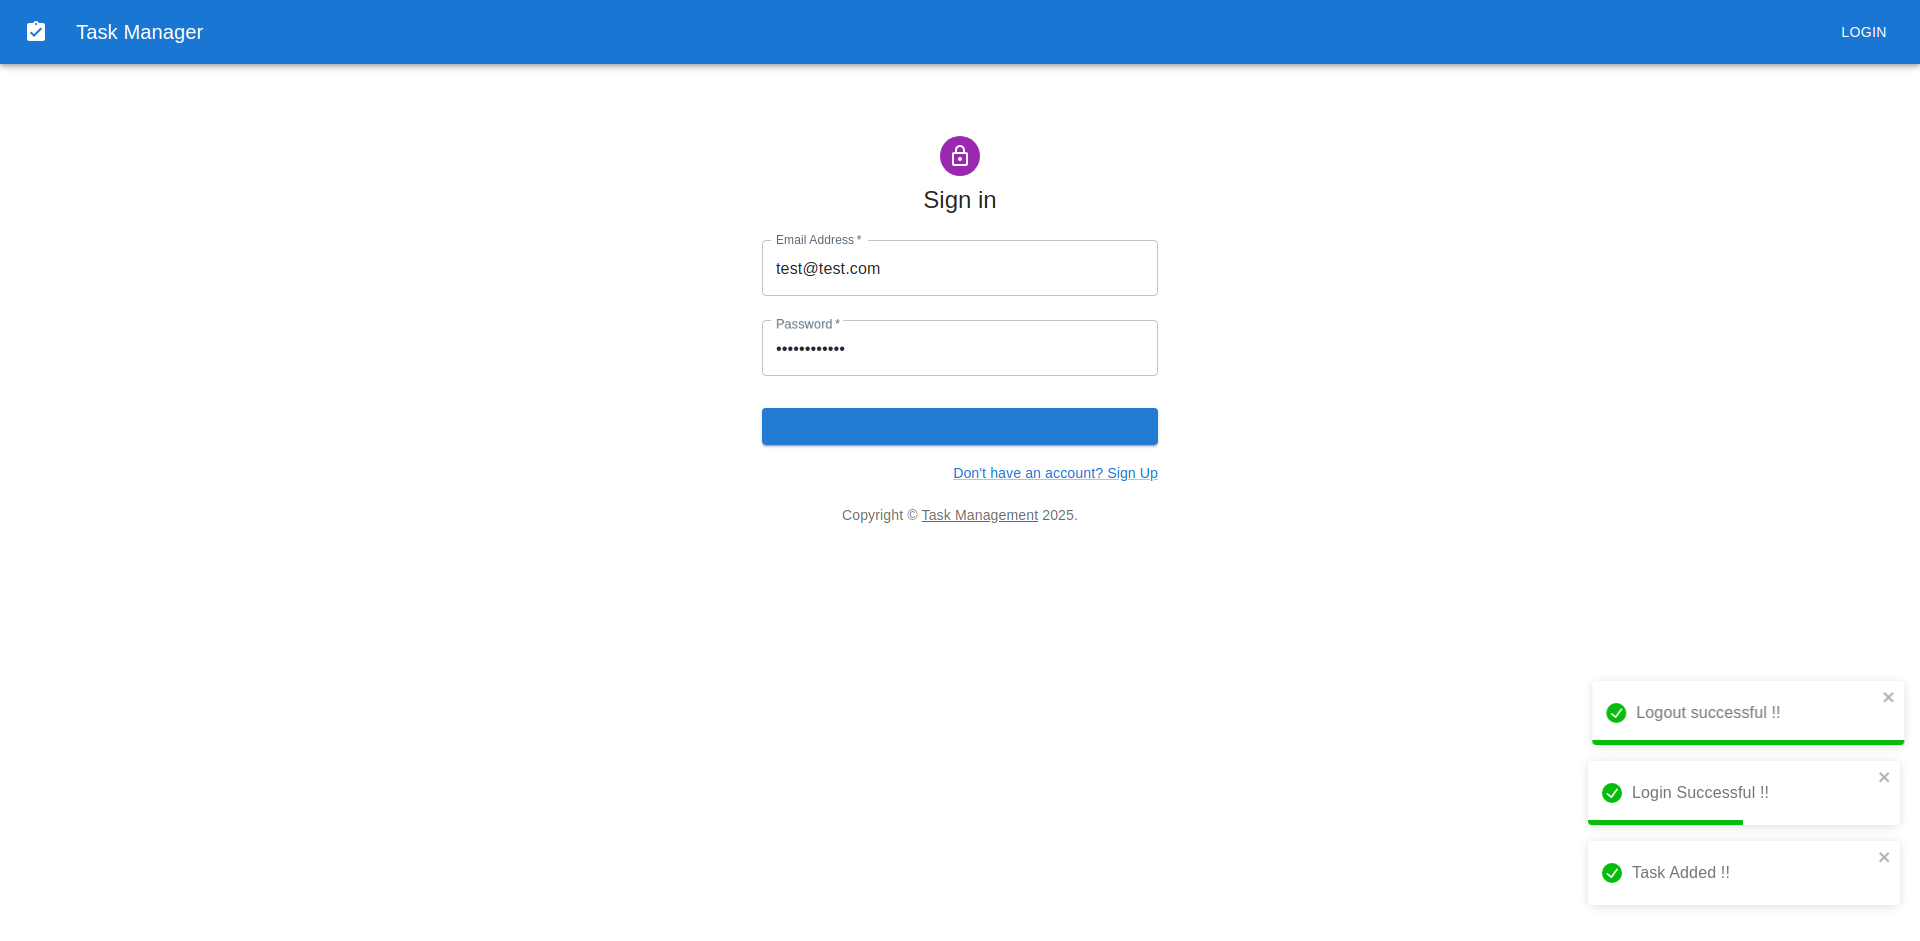 Task Manager
LOGIN
Sign in
Email Address *
test@test.com
Password *
••••••••••••
Don't have an account? Sign Up
Copyright © Task Management 2025.
Logout successful !!
Login Successful !!
Task Added !!